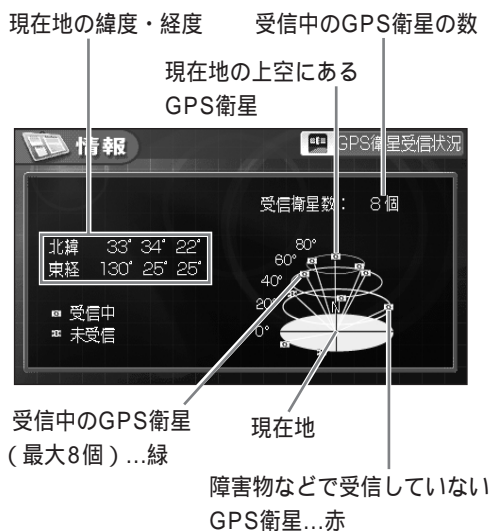 現在地の緯度・経度
受信中のGPS衛星の数
現在地の上空にある
GPS衛星
情報
GPS衛星受信状況
受信衛星数： 8個
北緯 33° 34' 22"
東経 130° 25' 25"
受信中
未受信
80°
60°
40°
20°
0°
N
受信中のGPS衛星
(最大8個)…緑
現在地
障害物などで受信していない
GPS衛星…赤